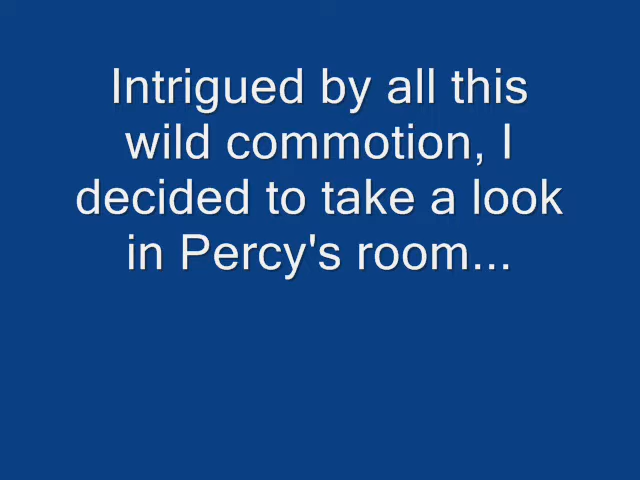 Intrigued by all this
wild commotion, I
decided to take a look
in Percy's room...